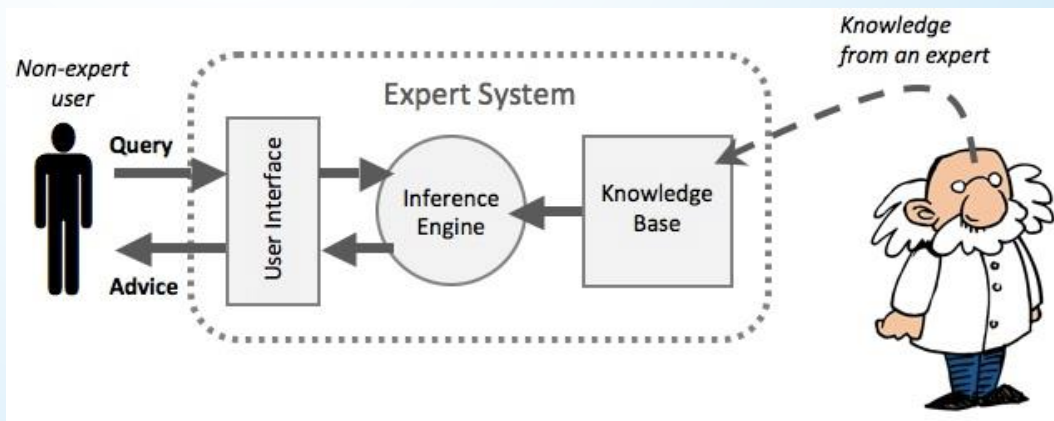 Non-expert
user
Query
Advice
Expert System
User Interface
Inference
Engine
Knowledge
Base
Knowledge
from an expert